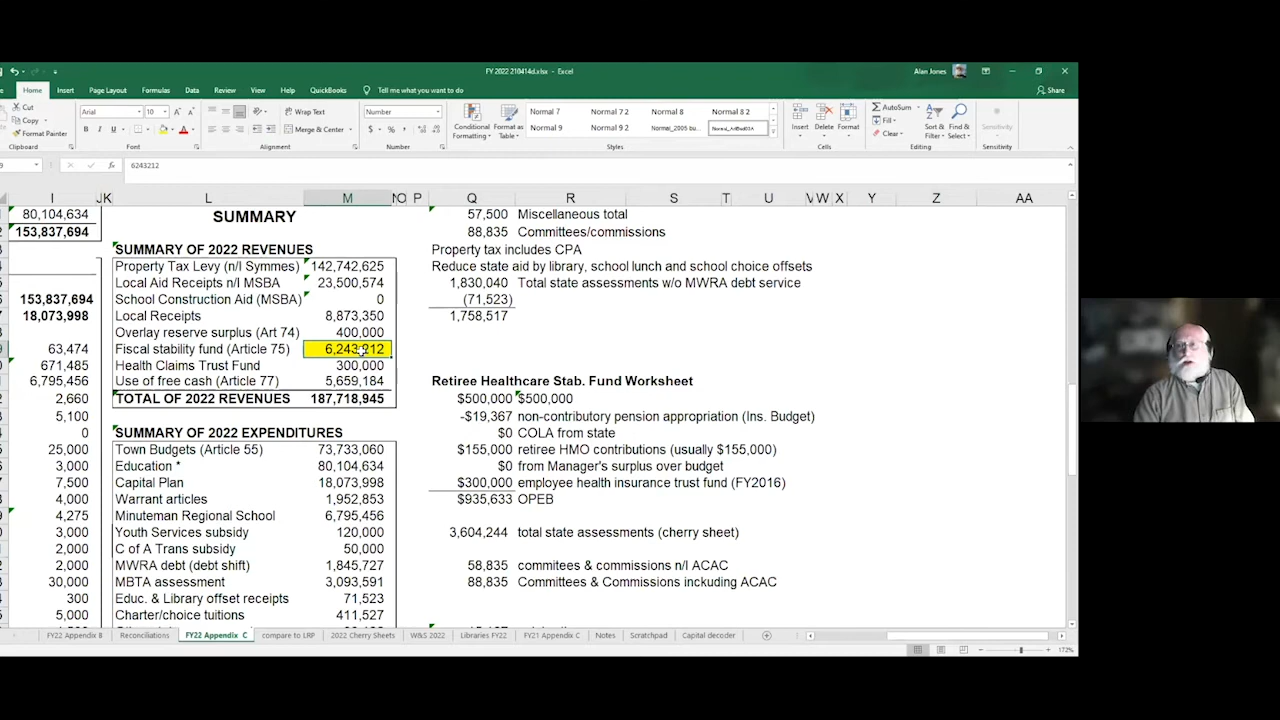 FY 2022 210414d.xlsx - Excel
Alan Jones
Home Insert Page Layout Formulas Data Review View Help QuickBooks Tell me what you want to do Share
Cut
Copy
Format Painter
Clipboard
Arial 10
B I U
Font
Wrap Text
Merge & Center
Alignment
Number
$ % ,
Number
Conditional Formatting
Format as Table
Normal 7 Normal 7 2 Normal 8 Normal 8 2
Normal 9 Normal 9 2 Normal_2005 bu...
Styles
Insert Delete Format
Cells
AutoSum
Fill
Clear
Sort & Filter
Find & Select
Editing
Sensitivity
Sensitivity
9 fx 6243212
I J K L M N O P Q R S T U V W X Y Z AA
80,104,634 SUMMARY 57,500 Miscellaneous total
153,837,694 88,835 Committees/commissions
SUMMARY OF 2022 REVENUES Property tax includes CPA
Property Tax Levy (n/I Symmes) 142,742,625 Reduce state aid by library, school lunch and school choice offsets
Local Aid Receipts n/I MSBA 23,500,574 1,830,040 Total state assessments w/o MWRA debt service
153,837,694 School Construction Aid (MSBA) 0 (71,523)
18,073,998 Local Receipts 8,873,350 1,758,517
Overlay reserve surplus (Art 74) 400,000
63,474 Fiscal stability fund (Article 75) 6,243,212
671,485 Health Claims Trust Fund 300,000
6,795,456 Use of free cash (Article 77) 5,659,184 Retiree Healthcare Stab. Fund Worksheet
2,660 TOTAL OF 2022 REVENUES 187,718,945 $500,000 $500,000
5,100 -$19,367 non-contributory pension appropriation (Ins. Budget)
0 SUMMARY OF 2022 EXPENDITURES $0 COLA from state
25,000 Town Budgets (Article 55) 73,733,060 $155,000 retiree HMO contributions (usually $155,000)
3,000 Education * 80,104,634 $0 from Manager's surplus over budget
7,500 Capital Plan 18,073,998 $300,000 employee health insurance trust fund (FY2016)
4,000 Warrant articles 1,952,853 $935,633 OPEB
4,275 Minuteman Regional School 6,795,456
3,000 Youth Services subsidy 120,000 3,604,244 total state assessments (cherry sheet)
2,000 C of A Trans subsidy 50,000
2,000 MWRA debt (debt shift) 1,845,727 58,835 commitees & commissions n/I ACAC
30,000 MBTA assessment 3,093,591 88,835 Committees & Commissions including ACAC
300 Educ. & Library offset receipts 71,523
5,000 Charter/choice tuitions 411,527
FY22 Appendix B Reconciliations FY22 Appendix C compare to LRP 2022 Cherry Sheets W&S 2022 Libraries FY22 FY21 Appendix C Notes Scratchpad Capital decoder
172%